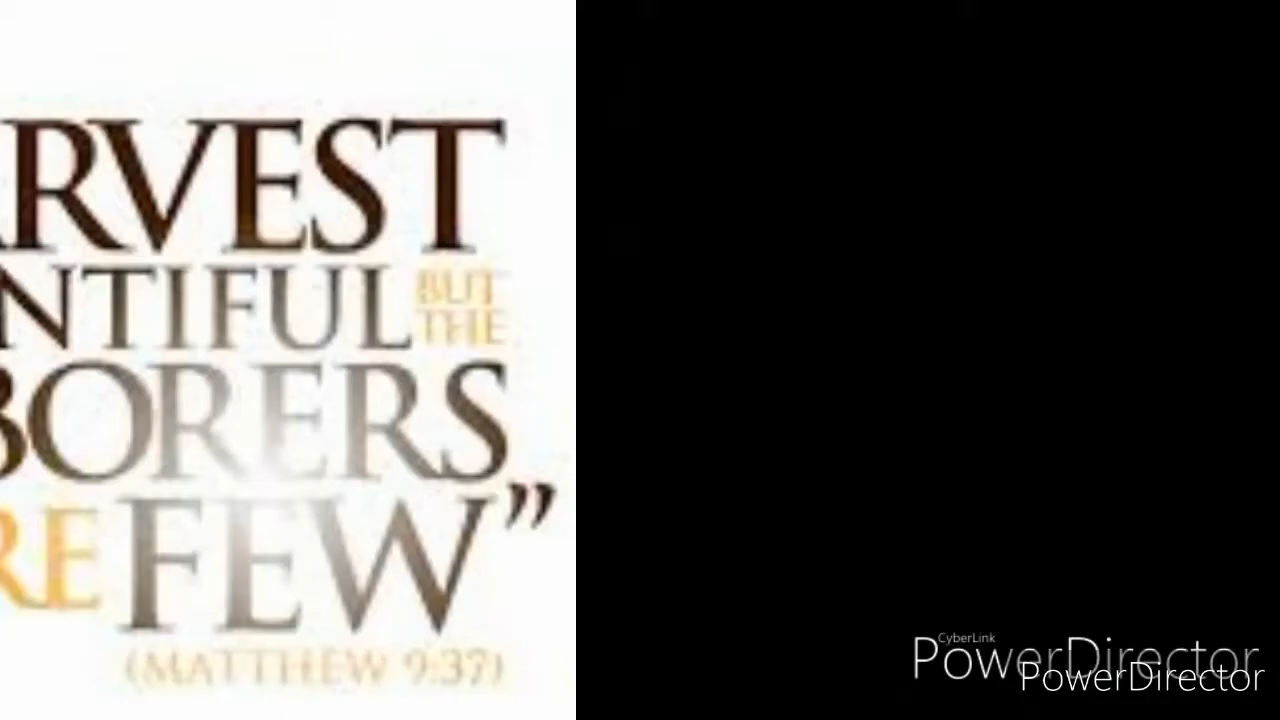 RVEST
NTIFUL BUT
THE
BORERS
RE FEW”
(MATTHEW 9:37)
CyberLink
PowerDirector
PowerDirector